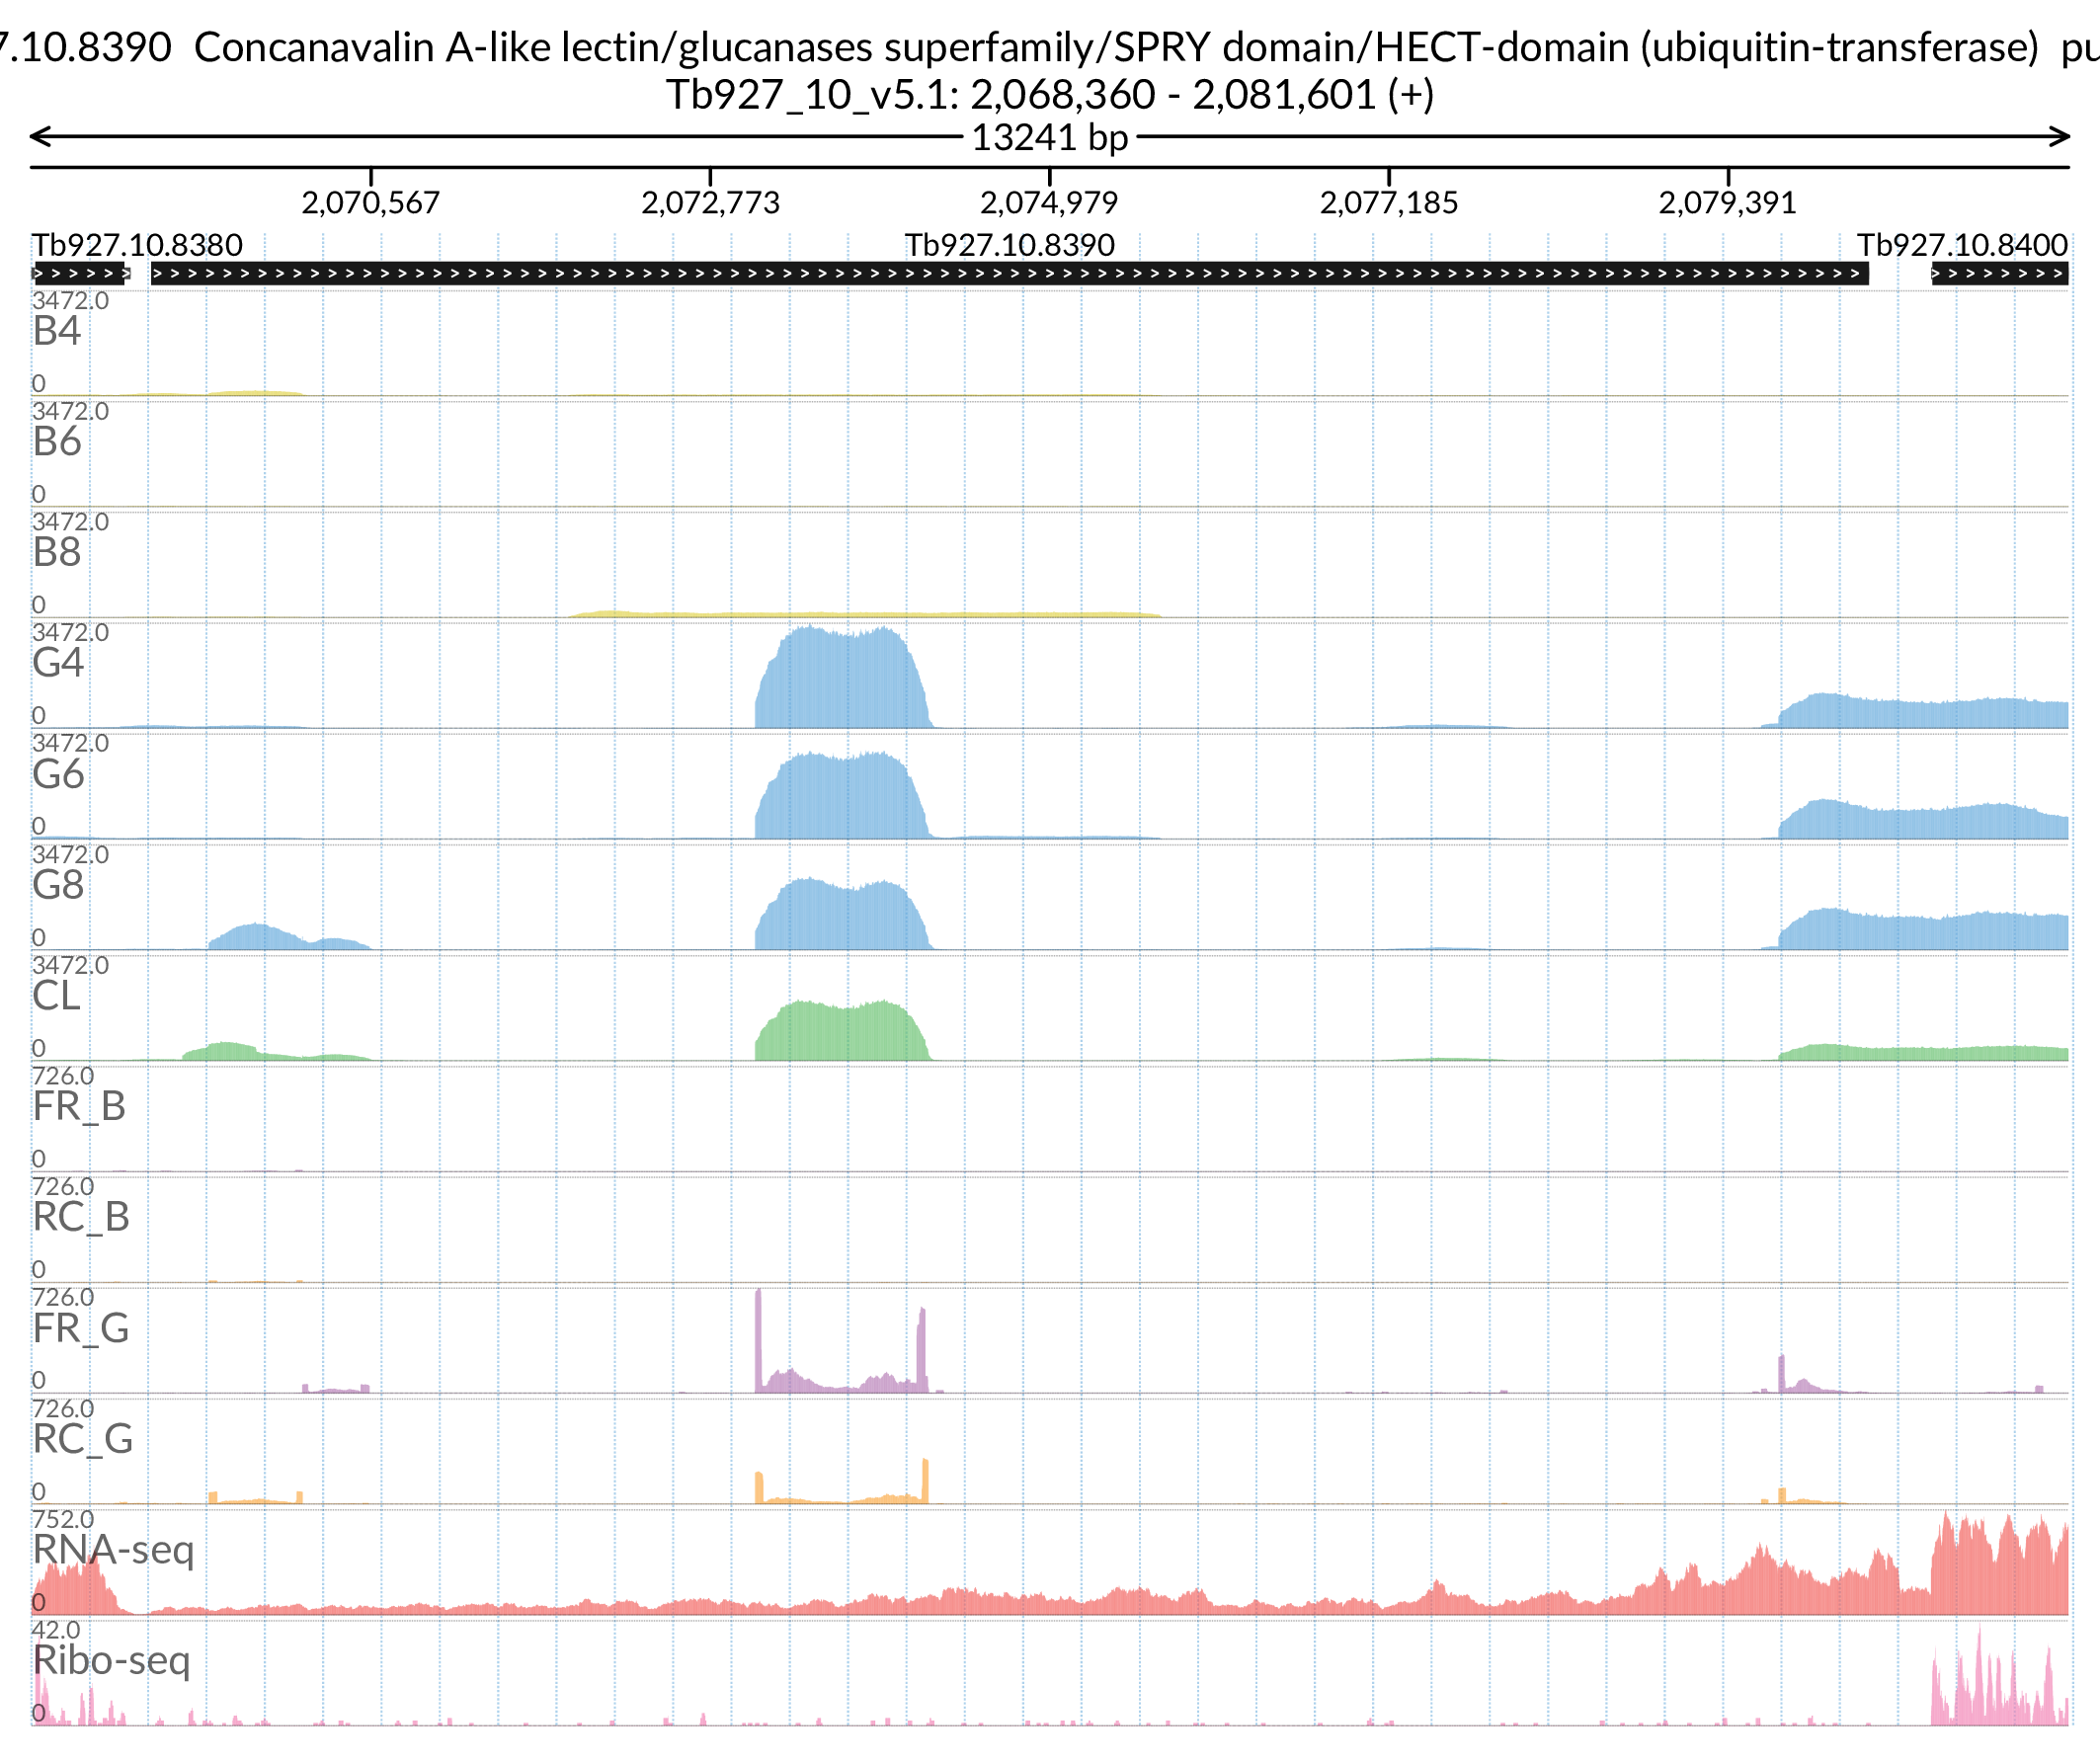 7.10.8390 Concanavalin A-like lectin/glucanases superfamily/SPRY domain/HECT-domain (ubiquitin-transferase) pu
Tb927_10_v5.1: 2,068,360 - 2,081,601 (+)
13241 bp
2,070,567 2,072,773 2,074,979 2,077,185 2,079,391
Tb927.10.8380 Tb927.10.8390 Tb927.10.8400
3472.0
B4
0
3472.0
B6
0
3472.0
B8
0
3472.0
G4
0
3472.0
G6
0
3472.0
G8
0
3472.0
CL
0
726.0
FR_B
0
726.0
RC_B
0
726.0
FR_G
0
726.0
RC_G
0
752.0
RNA-seq
0
42.0
Ribo-seq
0